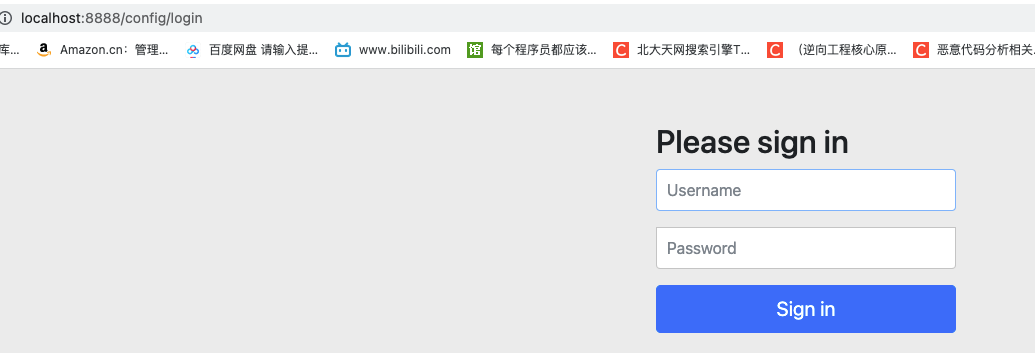 localhost:8888/config/login
库... Amazon.cn：管理... 百度网盘 请输入提... www.bilibili.com 馆 每个程序员都应该... C 北大天网搜索引擎T... C （逆向工程核心原... C 恶意代码分析相关
Please sign in
Username
Password
Sign in